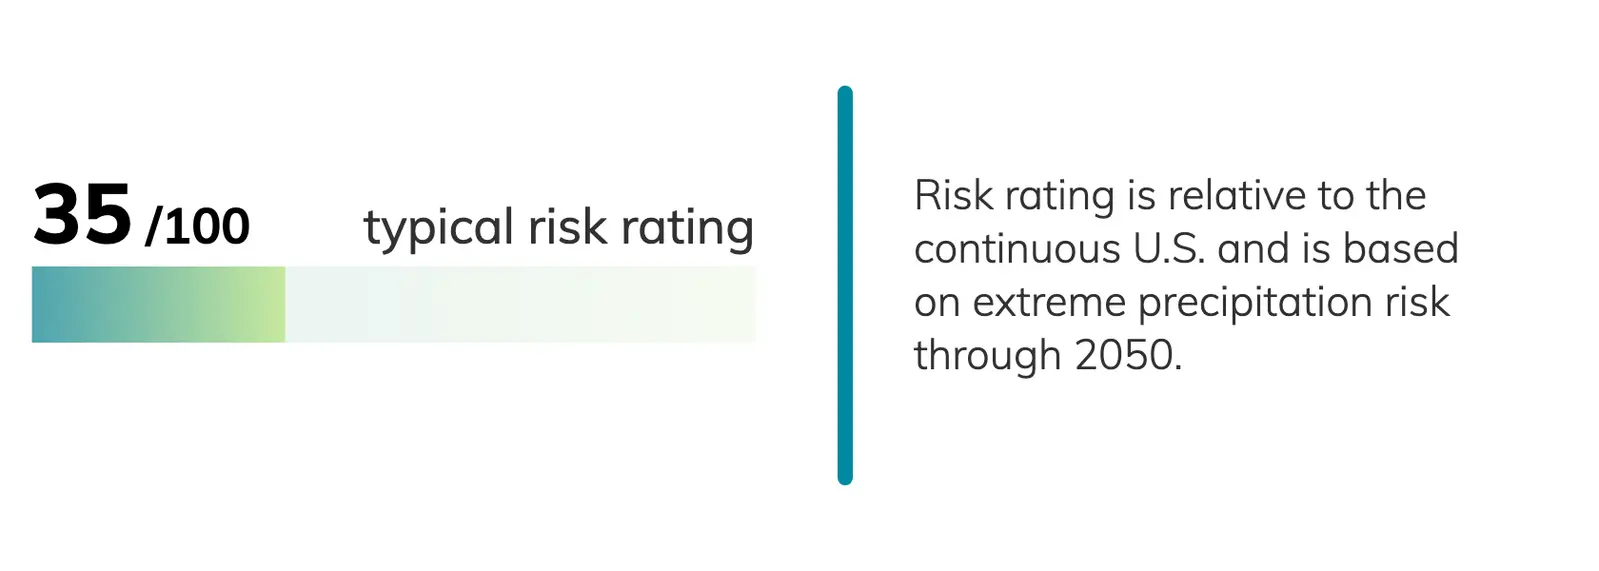 35 /100 typical risk rating
Risk rating is relative to the
continuous U.S. and is based
on extreme precipitation risk
through 2050.